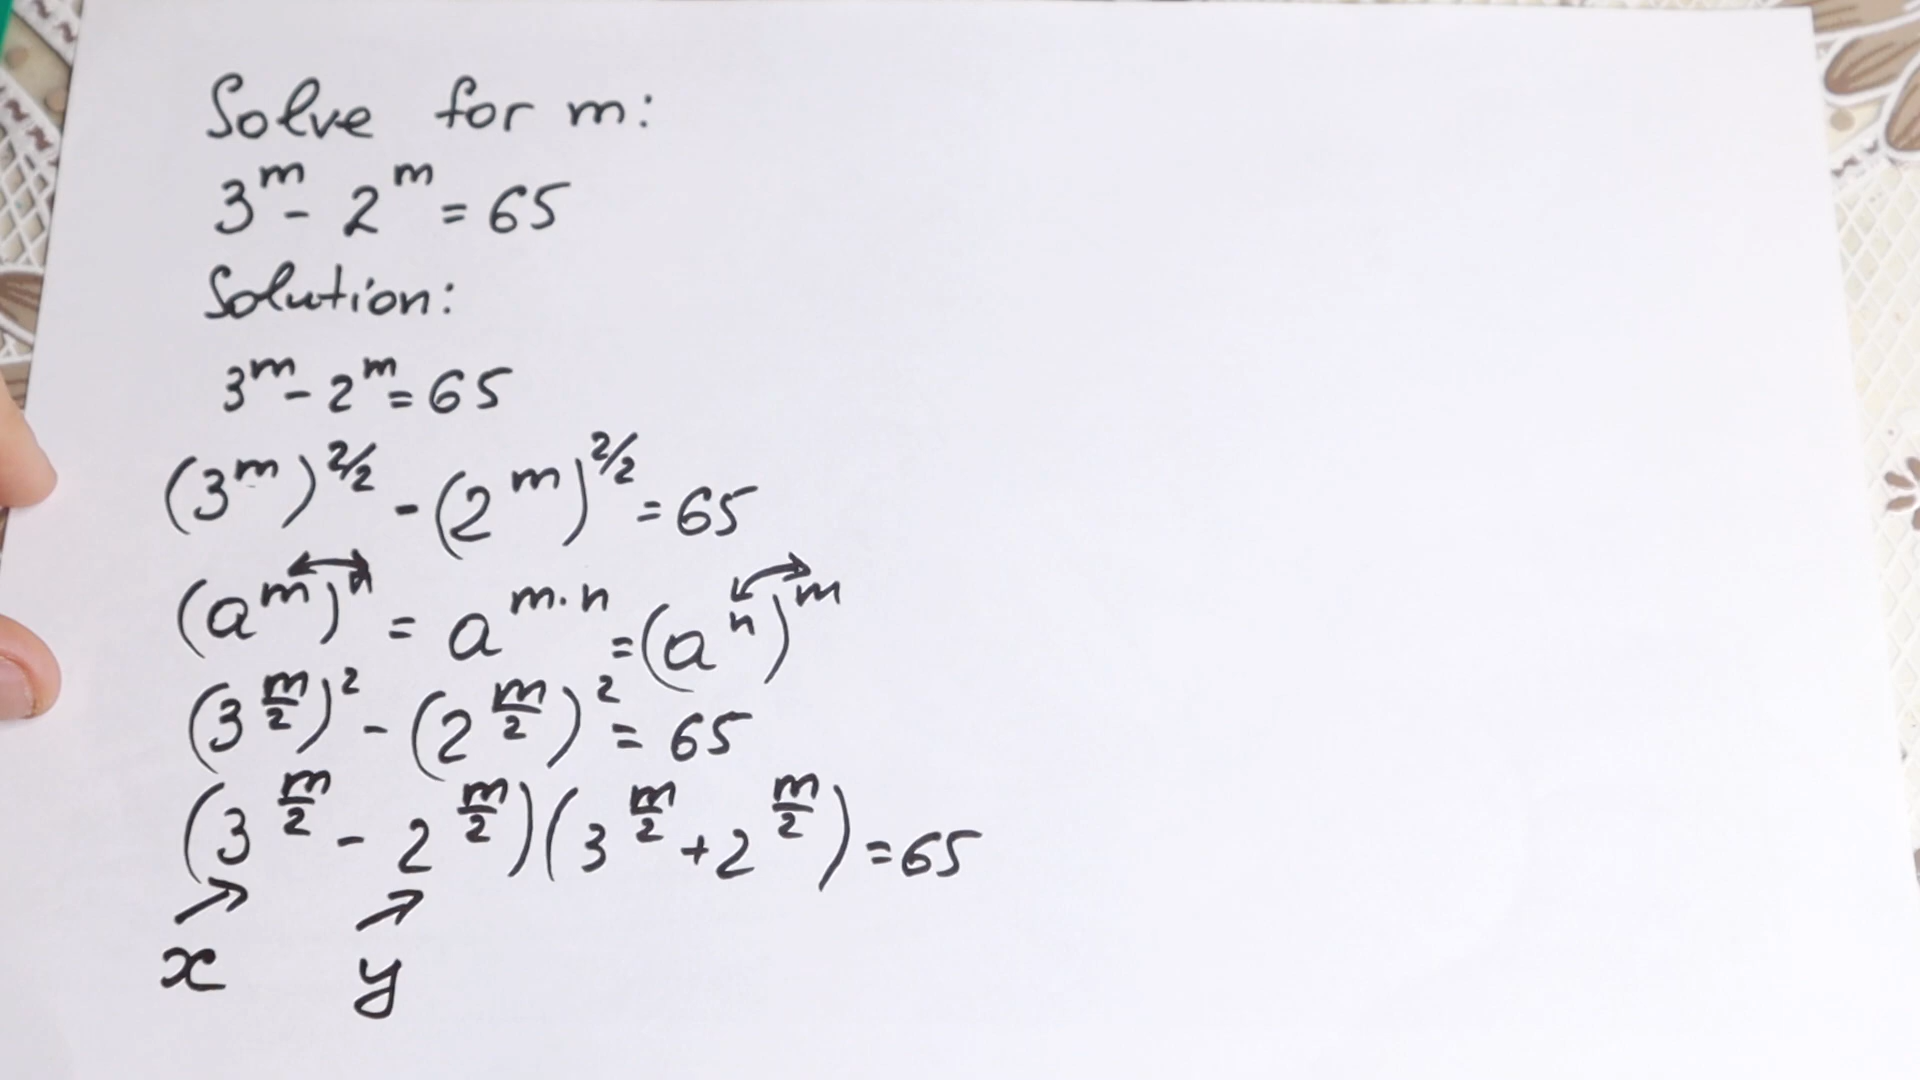 Solve for m:
3^m - 2^m = 65
Solution:
3^m - 2^m = 65
(3^m)^2/2 - (2^m)^2/2 = 65
(a^m)^n = a^m·n = (a^n)^m
(3^m/2)^2 - (2^m/2)^2 = 65
(3^m/2 - 2^m/2)(3^m/2 + 2^m/2) = 65
x y